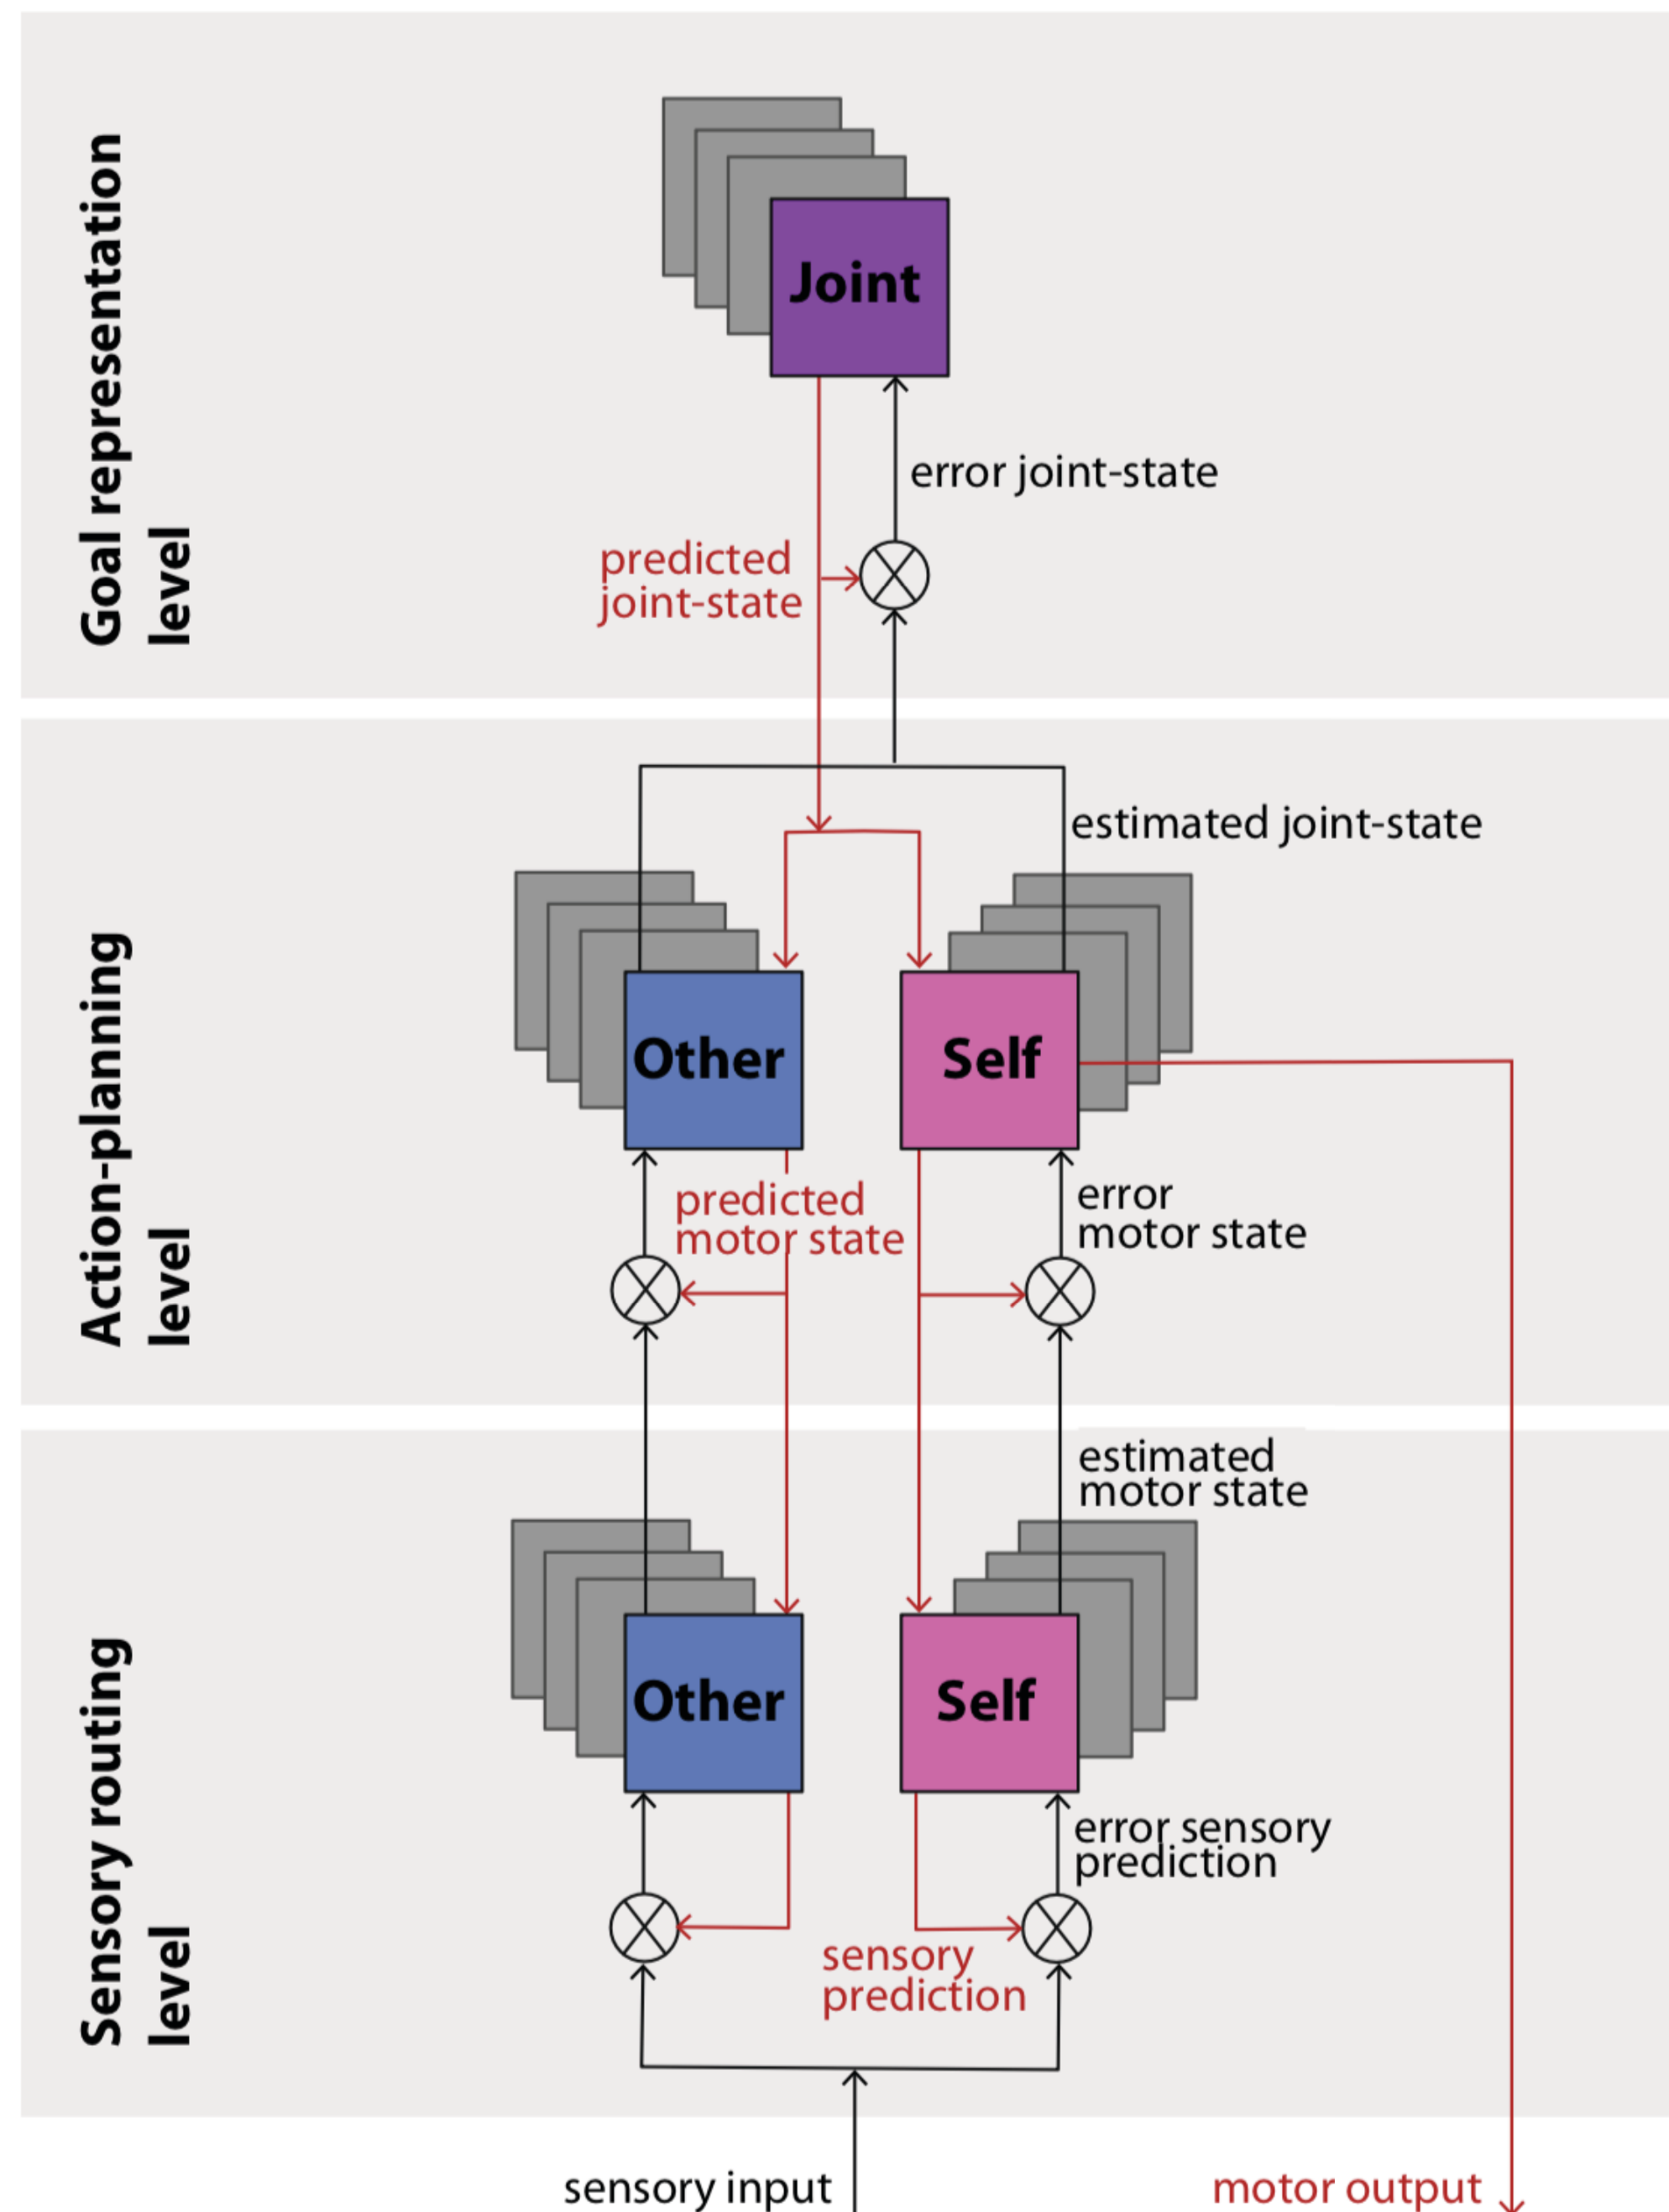 Goal representation
level
Joint
error joint-state
predicted
joint-state
Action-planning
level
estimated joint-state
Other
Self
predicted
motor state
error
motor state
Sensory routing
level
estimated
motor state
Other
Self
error sensory
prediction
sensory
prediction
sensory input
motor output